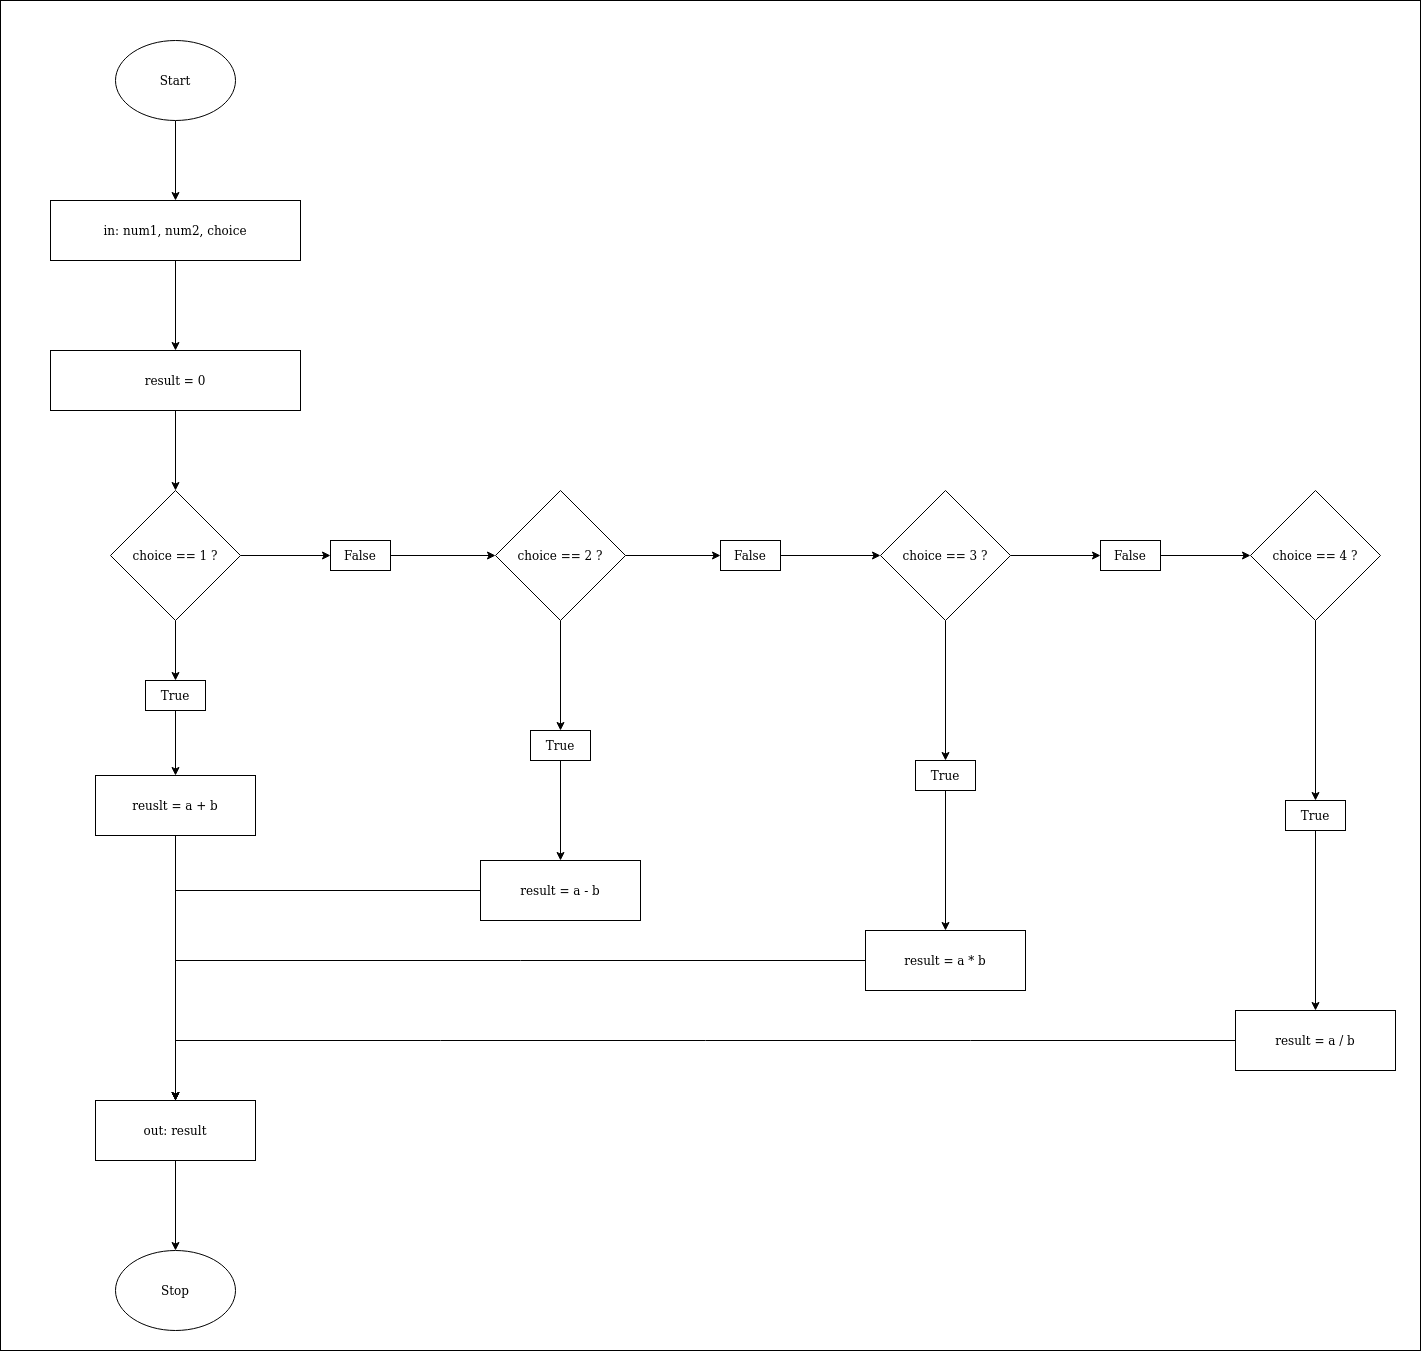 Start
in: num1, num2, choice
result = 0
choice == 1 ?
False
choice == 2 ?
False
choice == 3 ?
False
choice == 4 ?
True
True
True
True
reuslt = a + b
result = a - b
result = a * b
result = a / b
out: result
Stop